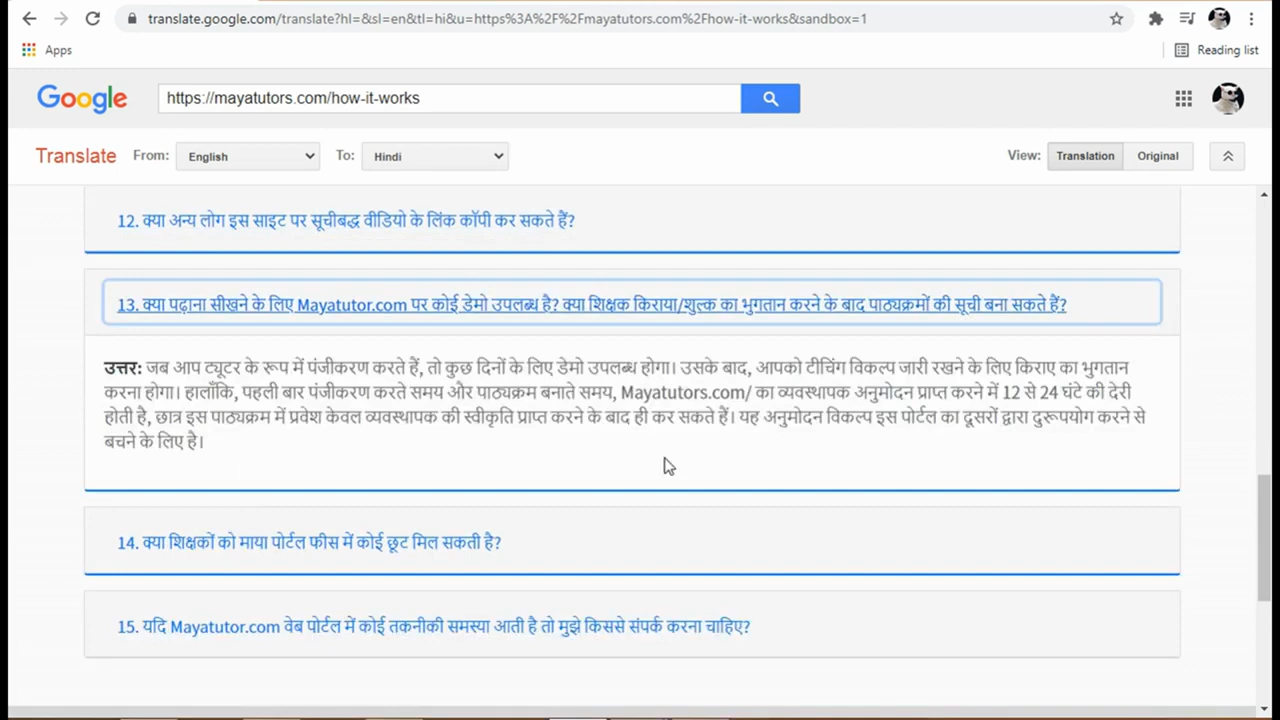 translate.google.com/translate?hl=&sl=en&tl=hi&u=https%3A%2F%2Fmayatutors.com%2Fhow-it-works&sandbox=1
Apps
Reading list
Google
https://mayatutors.com/how-it-works
Translate From: English To: Hindi View: Translation Original
12. क्या अन्य लोग इस साइट पर सूचीबद्ध वीडियो के लिंक कॉपी कर सकते हैं?
13. क्या पढ़ाना सीखने के लिए Mayatutor.com पर कोई डेमो उपलब्ध है? क्या शिक्षक किराया/शुल्क का भुगतान करने के बाद पाठ्यक्रमों की सूची बना सकते हैं?
उत्तर: जब आप ट्यूटर के रूप में पंजीकरण करते हैं, तो कुछ दिनों के लिए डेमो उपलब्ध होगा। उसके बाद, आपको टीचिंग विकल्प जारी रखने के लिए किराए का भुगतान
करना होगा। हालाँकि, पहली बार पंजीकरण करते समय और पाठ्यक्रम बनाते समय, Mayatutors.com/ का व्यवस्थापक अनुमोदन प्राप्त करने में 12 से 24 घंटे की देरी
होती है, छात्र इस पाठ्यक्रम में प्रवेश केवल व्यवस्थापक की स्वीकृति प्राप्त करने के बाद ही कर सकते हैं। यह अनुमोदन विकल्प इस पोर्टल का दूसरों द्वारा दुरूपयोग करने से
बचने के लिए है।
14. क्या शिक्षकों को माया पोर्टल फीस में कोई छूट मिल सकती है?
15. यदि Mayatutor.com वेब पोर्टल में कोई तकनीकी समस्या आती है तो मुझे किससे संपर्क करना चाहिए?